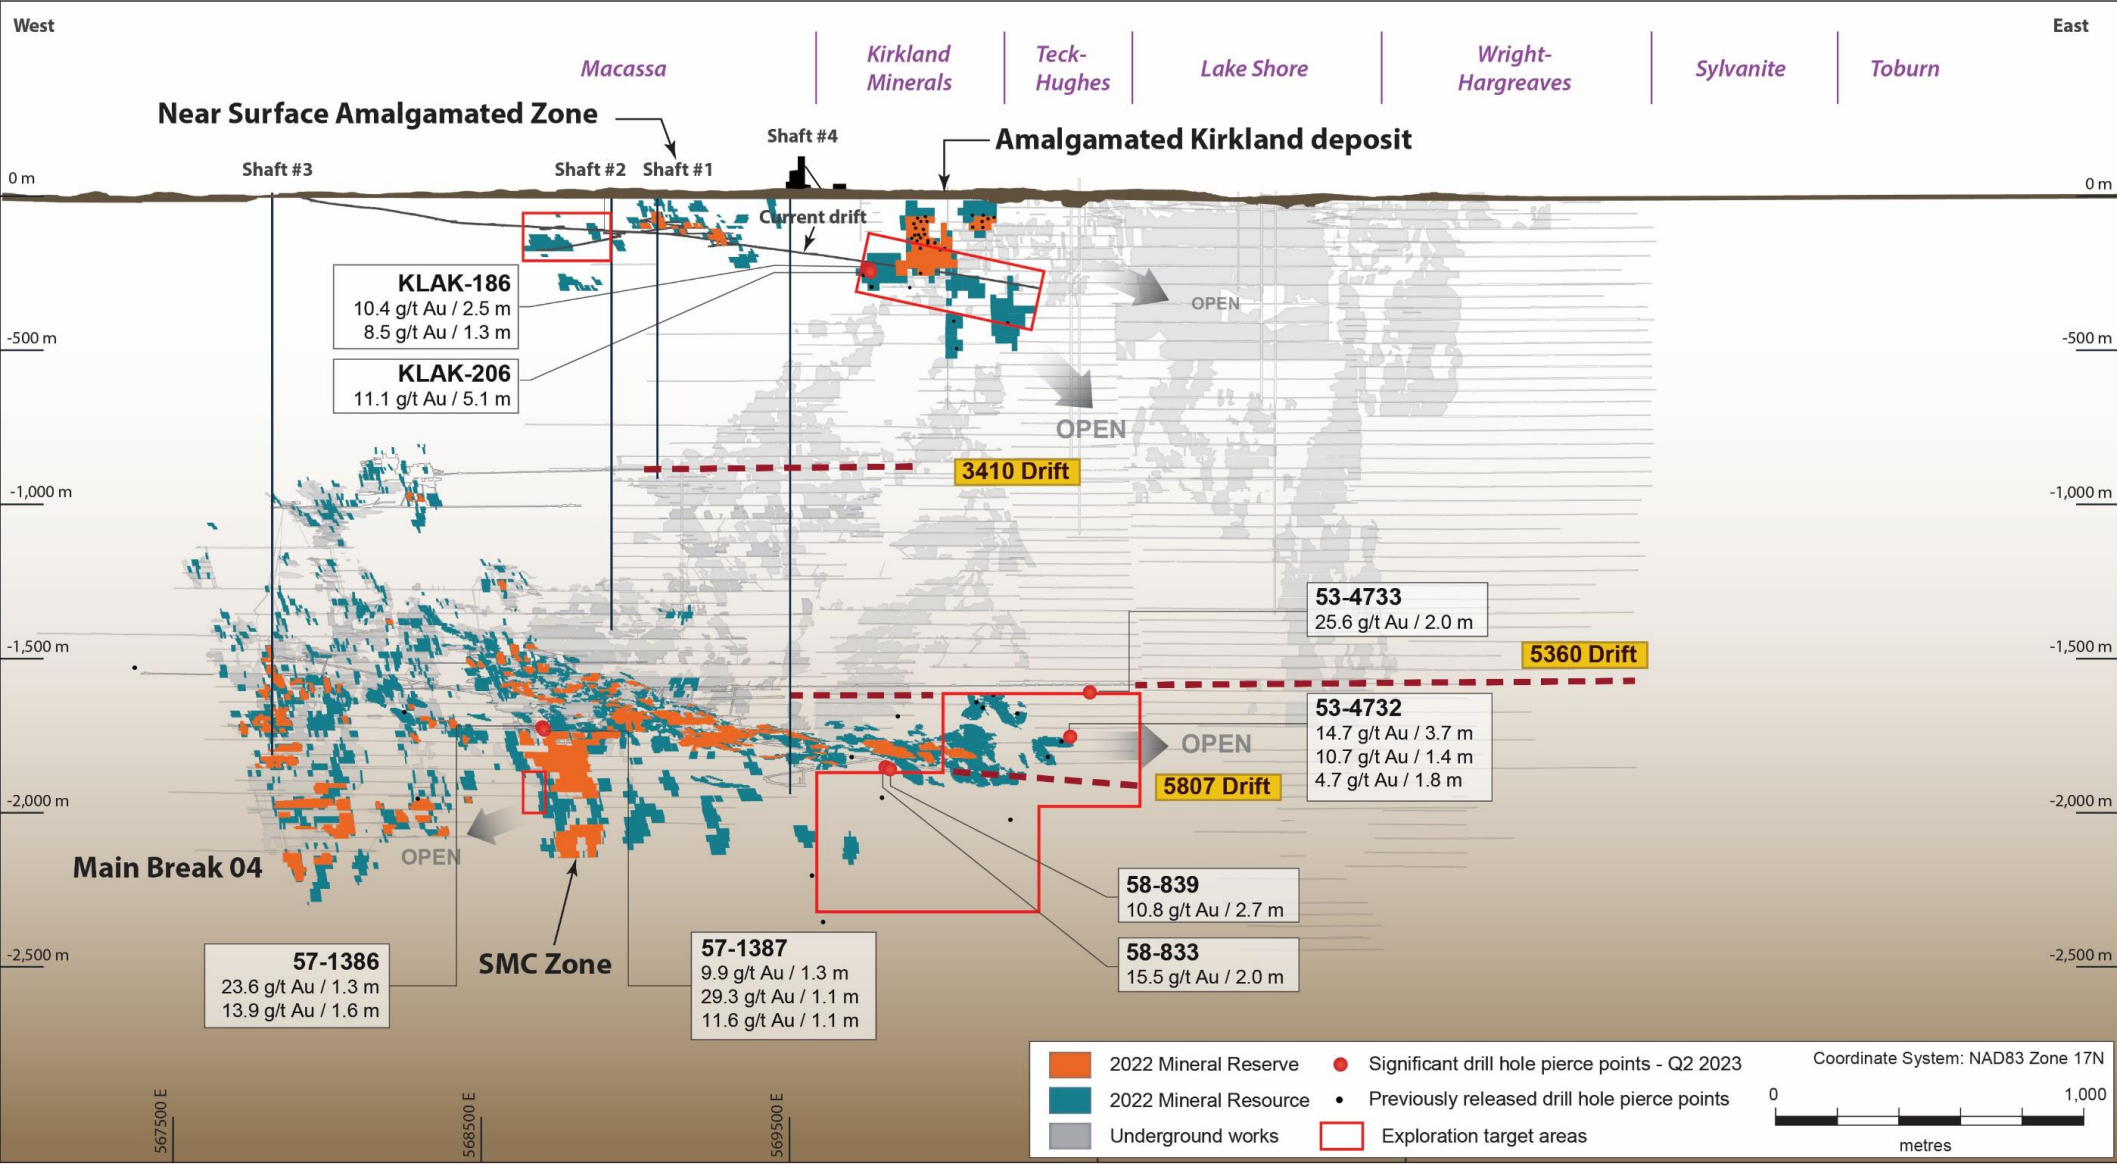 West
East
Macassa
Kirkland
Minerals
Teck-
Hughes
Lake Shore
Wright-
Hargreaves
Sylvanite
Toburn
Near Surface Amalgamated Zone
Amalgamated Kirkland deposit
Shaft #3
Shaft #2
Shaft #1
Shaft #4
0 m
0 m
Current drift
KLAK-186
10.4 g/t Au / 2.5 m
8.5 g/t Au / 1.3 m
OPEN
-500 m
-500 m
KLAK-206
11.1 g/t Au / 5.1 m
OPEN
3410 Drift
-1,000 m
-1,000 m
53-4733
25.6 g/t Au / 2.0 m
-1,500 m
-1,500 m
5360 Drift
53-4732
14.7 g/t Au / 3.7 m
10.7 g/t Au / 1.4 m
4.7 g/t Au / 1.8 m
OPEN
5807 Drift
-2,000 m
-2,000 m
OPEN
Main Break 04
58-839
10.8 g/t Au / 2.7 m
58-833
15.5 g/t Au / 2.0 m
-2,500 m
-2,500 m
57-1386
23.6 g/t Au / 1.3 m
13.9 g/t Au / 1.6 m
SMC Zone
57-1387
9.9 g/t Au / 1.3 m
29.3 g/t Au / 1.1 m
11.6 g/t Au / 1.1 m
567500 E
568500 E
569500 E
2022 Mineral Reserve
2022 Mineral Resource
Underground works
Significant drill hole pierce points - Q2 2023
Previously released drill hole pierce points
Exploration target areas
Coordinate System: NAD83 Zone 17N
0
1,000
metres